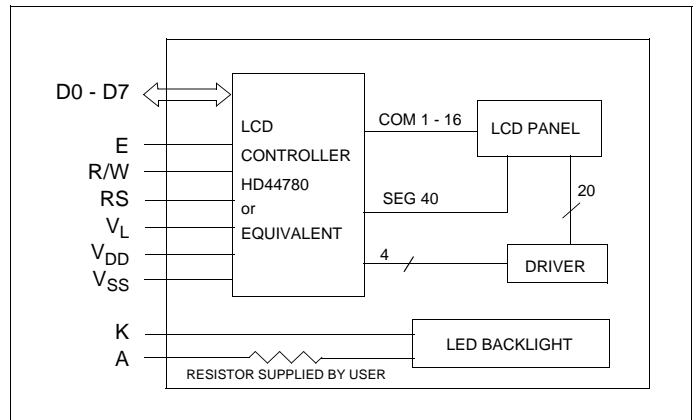 D0 - D7
E
R/W
RS
VL
VDD
VSS
K
A
LCD
CONTROLLER
HD44780
or
EQUIVALENT
COM 1 - 16
SEG 40
4
LCD PANEL
20
DRIVER
LED BACKLIGHT
RESISTOR SUPPLIED BY USER